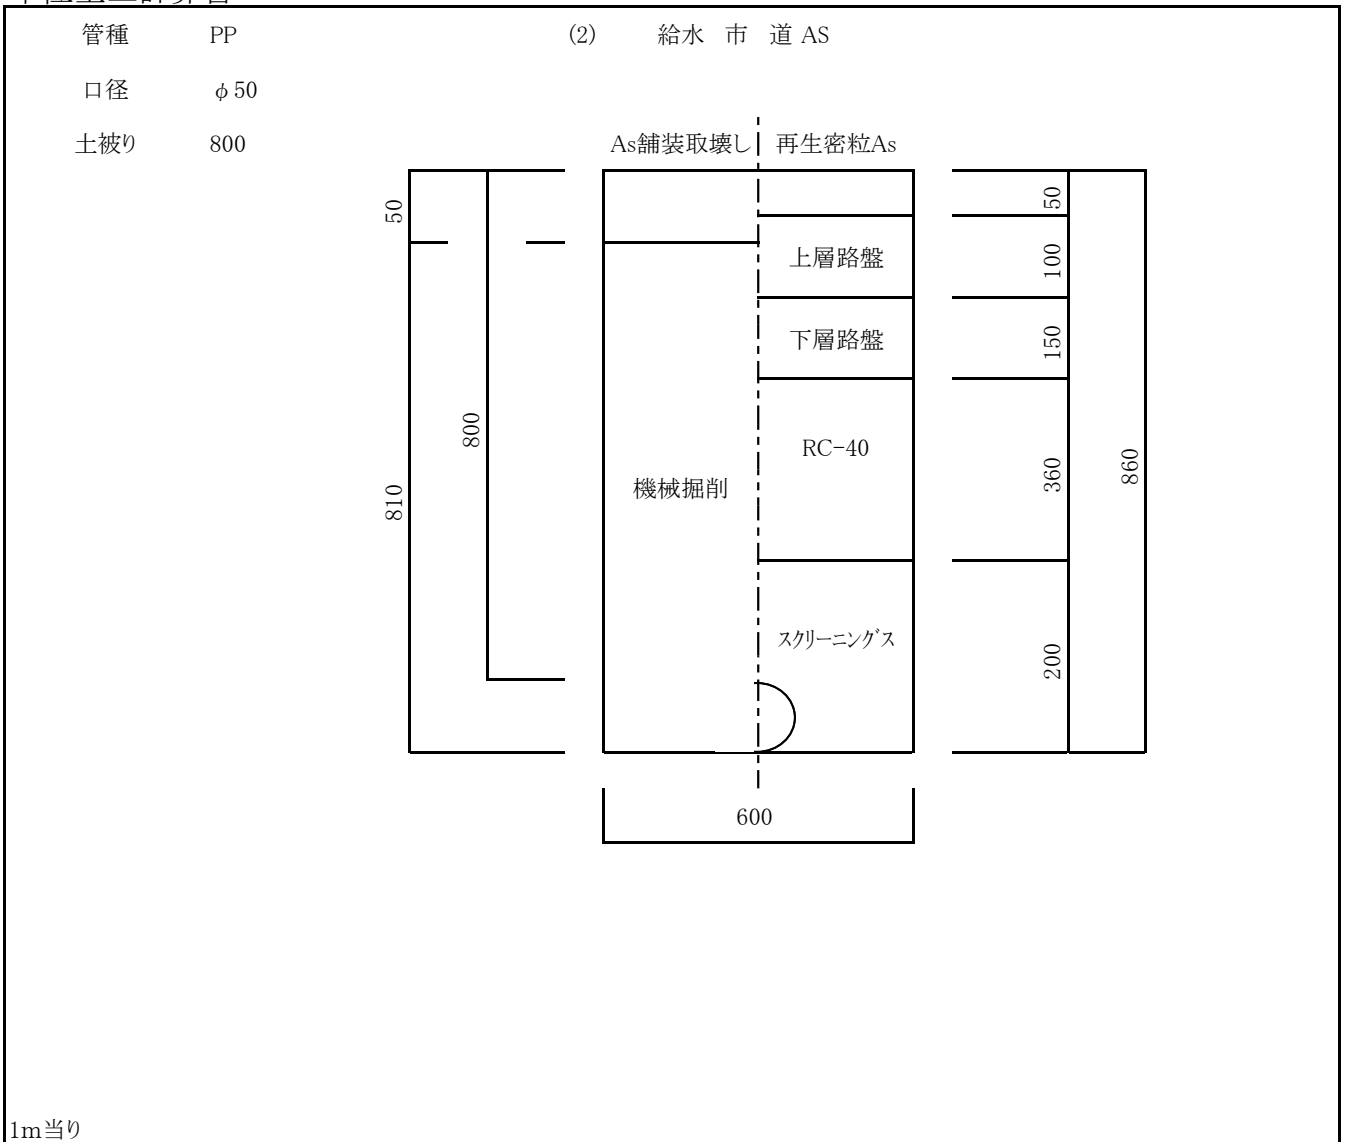 管種 PP (2) 給水 市 道 AS
口径 φ50
土被り 800 As舗装取壊し 再生密粒As
50 50
上層路盤 100
下層路盤 150
800 RC-40
810 機械掘削 360 860
スクリーニングス 200
600
1m当り